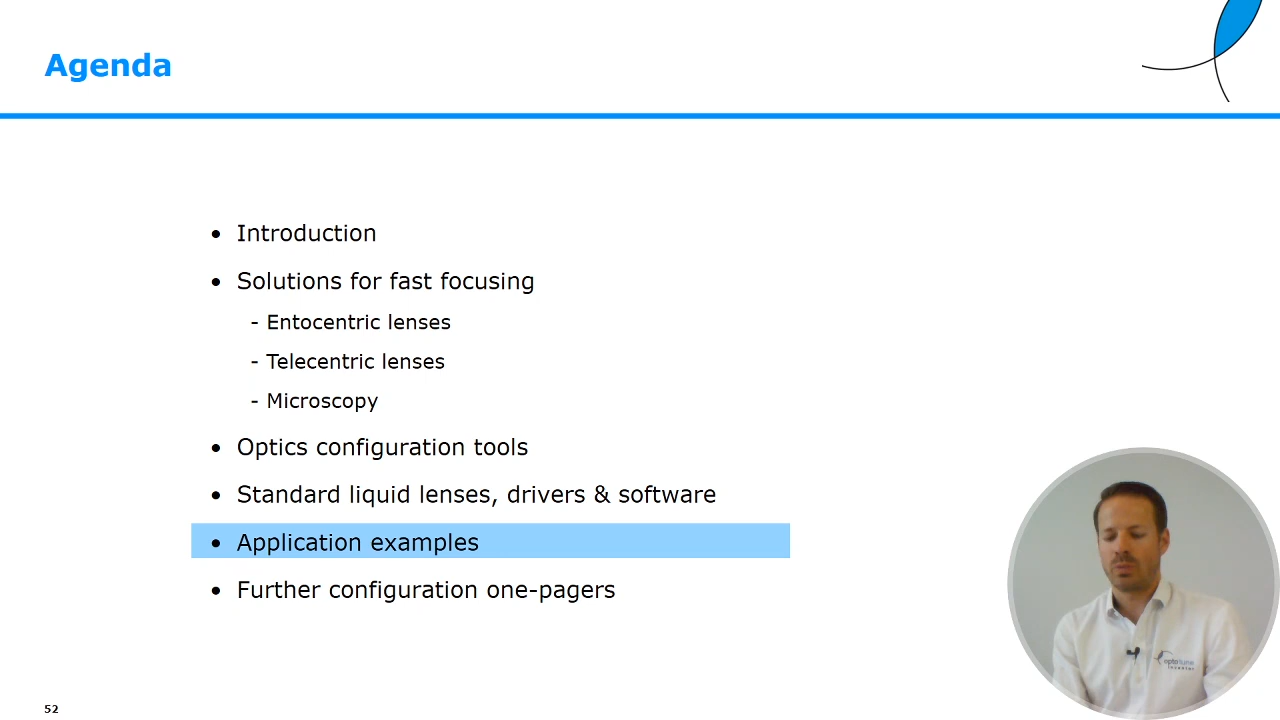 Agenda
• Introduction
• Solutions for fast focusing
- Entocentric lenses
- Telecentric lenses
- Microscopy
• Optics configuration tools
• Standard liquid lenses, drivers & software
• Application examples
• Further configuration one-pagers
optotune
52